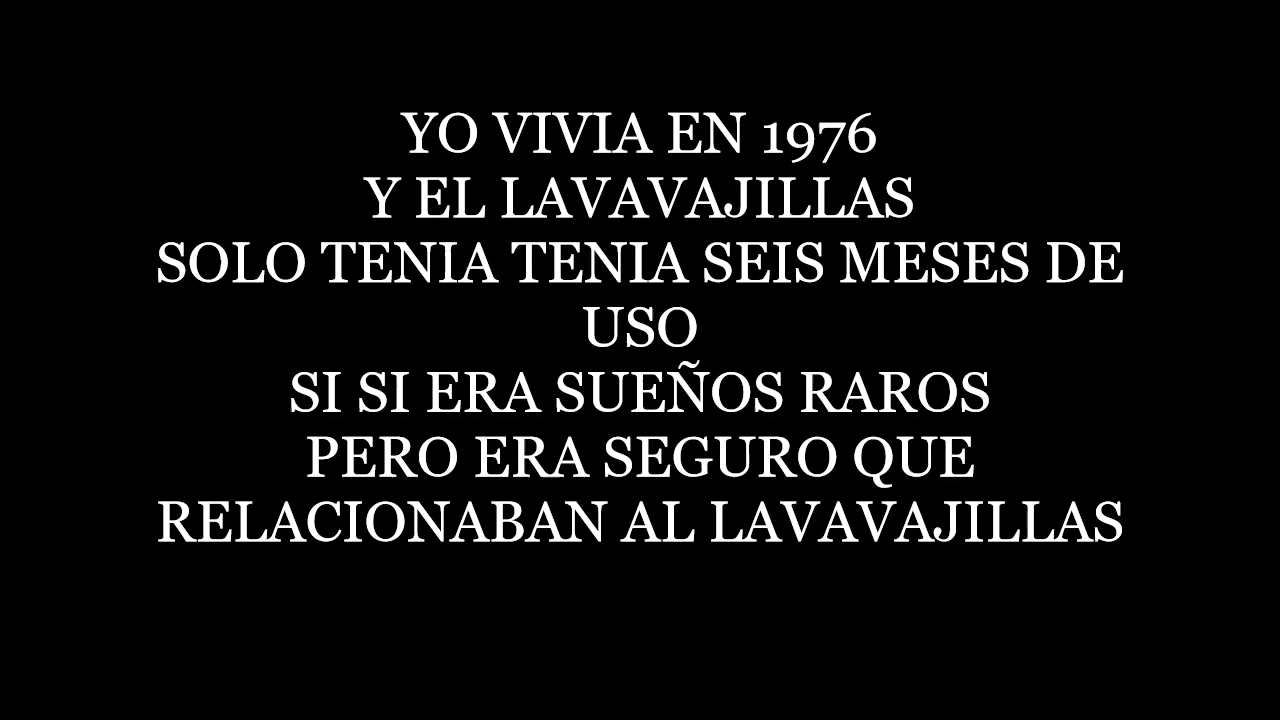 YO VIVIA EN 1976
Y EL LAVAVAJILLAS
SOLO TENIA TENIA SEIS MESES DE
USO
SI SI ERA SUEÑOS RAROS
PERO ERA SEGURO QUE
RELACIONABAN AL LAVAVAJILLAS